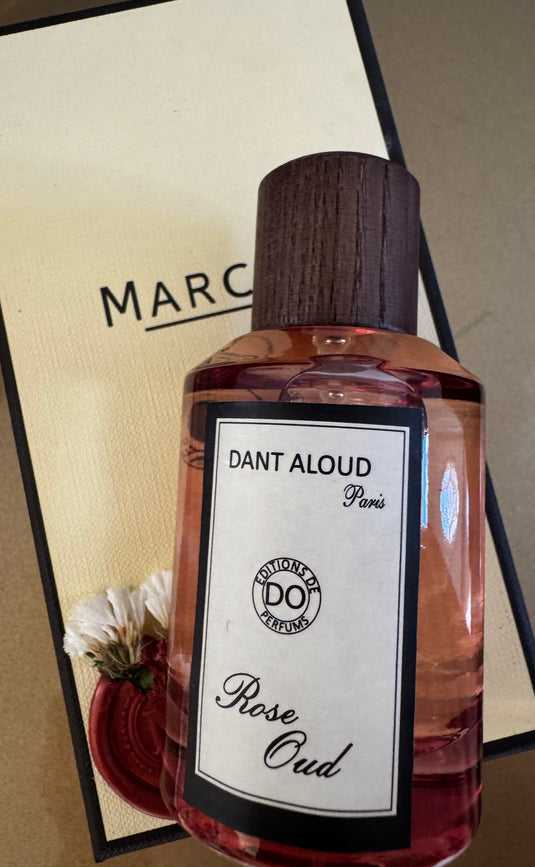 MARC
DANT ALOUD
Paris
EDITIONS DE
DO
PERFUMS
Rose
Oud